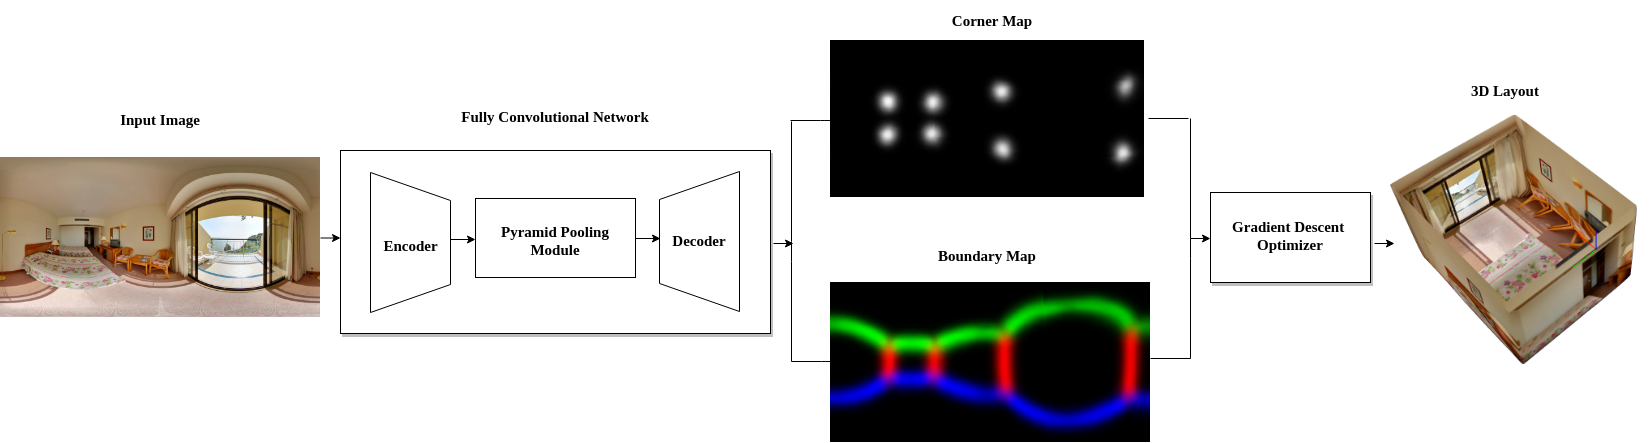 Input Image
Fully Convolutional Network
Encoder
Pyramid Pooling
Module
Decoder
Corner Map
Boundary Map
Gradient Descent
Optimizer
3D Layout